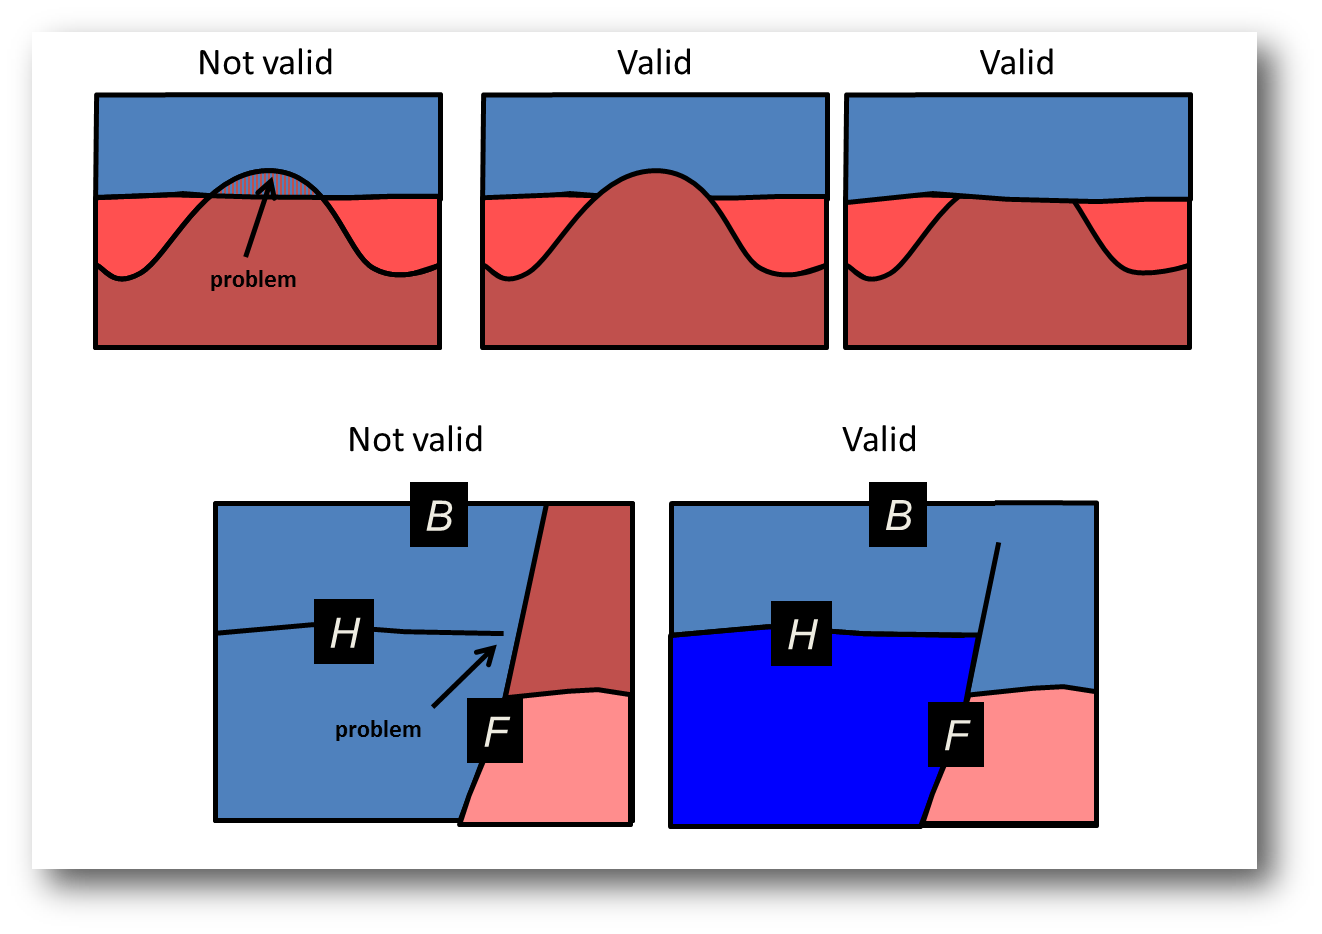 Not valid
Valid
Valid
problem
Not valid
Valid
B
H
problem
F
B
H
F